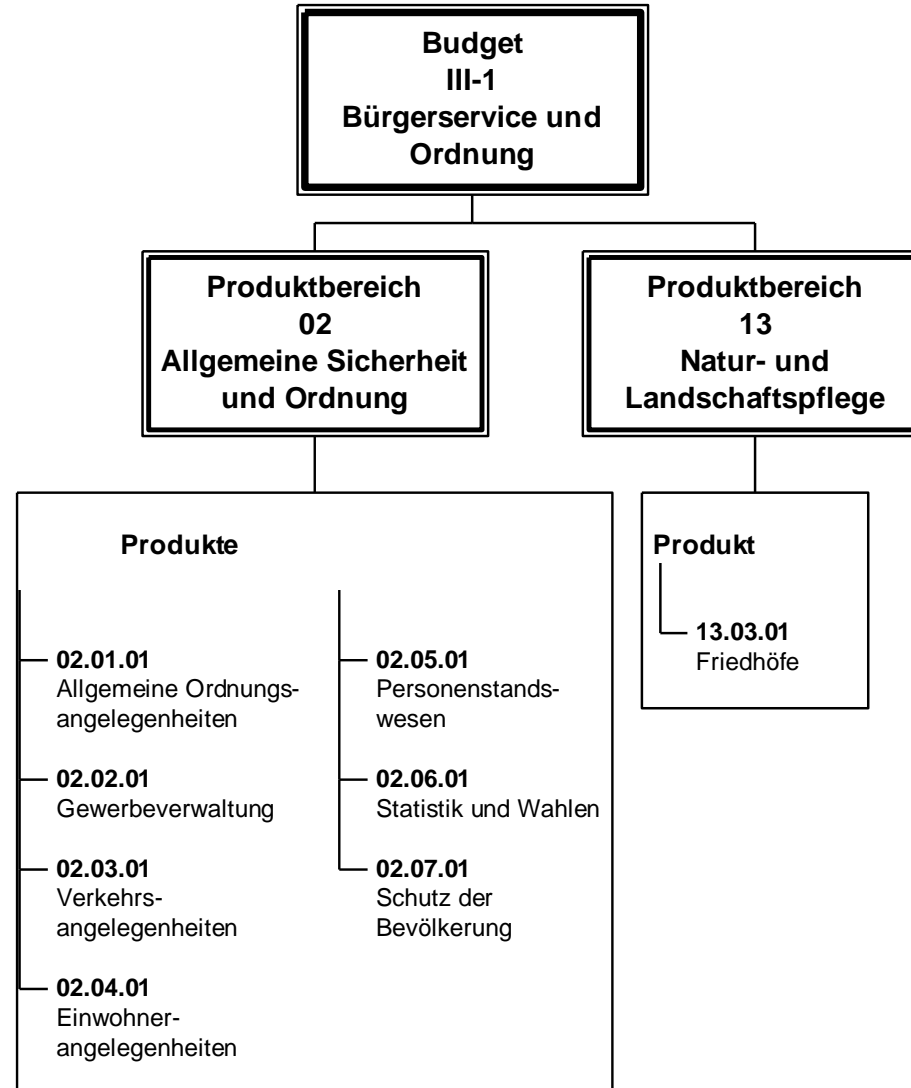 Budget
III-1
Bürgerservice und
Ordnung
Produktbereich
02
Allgemeine Sicherheit
und Ordnung
Produktbereich
13
Natur- und
Landschaftspflege
Produkte
02.01.01
Allgemeine Ordnungs-
angelegenheiten
02.02.01
Gewerbeverwaltung
02.03.01
Verkehrs-
angelegenheiten
02.04.01
Einwohner-
angelegenheiten
02.05.01
Personenstands-
wesen
02.06.01
Statistik und Wahlen
02.07.01
Schutz der
Bevölkerung
Produkt
13.03.01
Friedhöfe